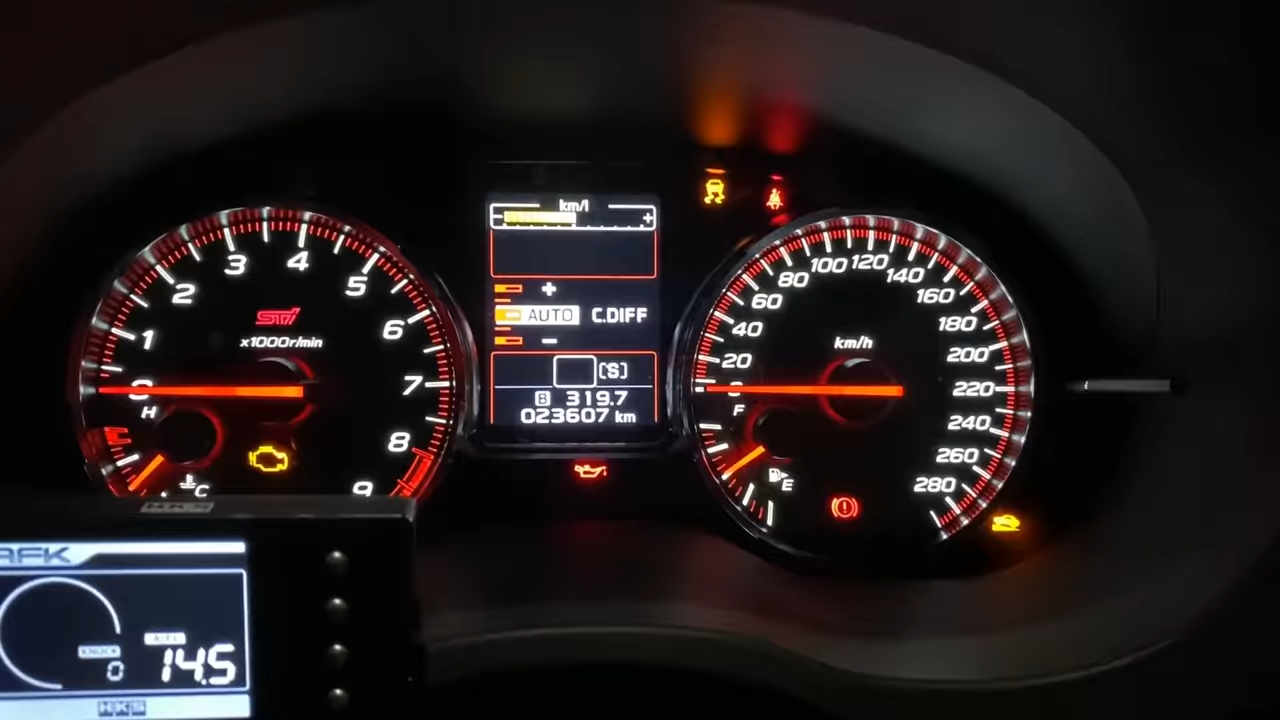 STI
x1000r/min
0
1
2
3
4
5
6
7
8
9
H
C
km/l
- +
+
AUTO C.DIFF
-
[S]
B 319.7
023607 km
km/h
0
20
40
60
80
100
120
140
160
180
200
220
240
260
280
F
E
HKS
AFK
KNOCK
0
14.5
HKS